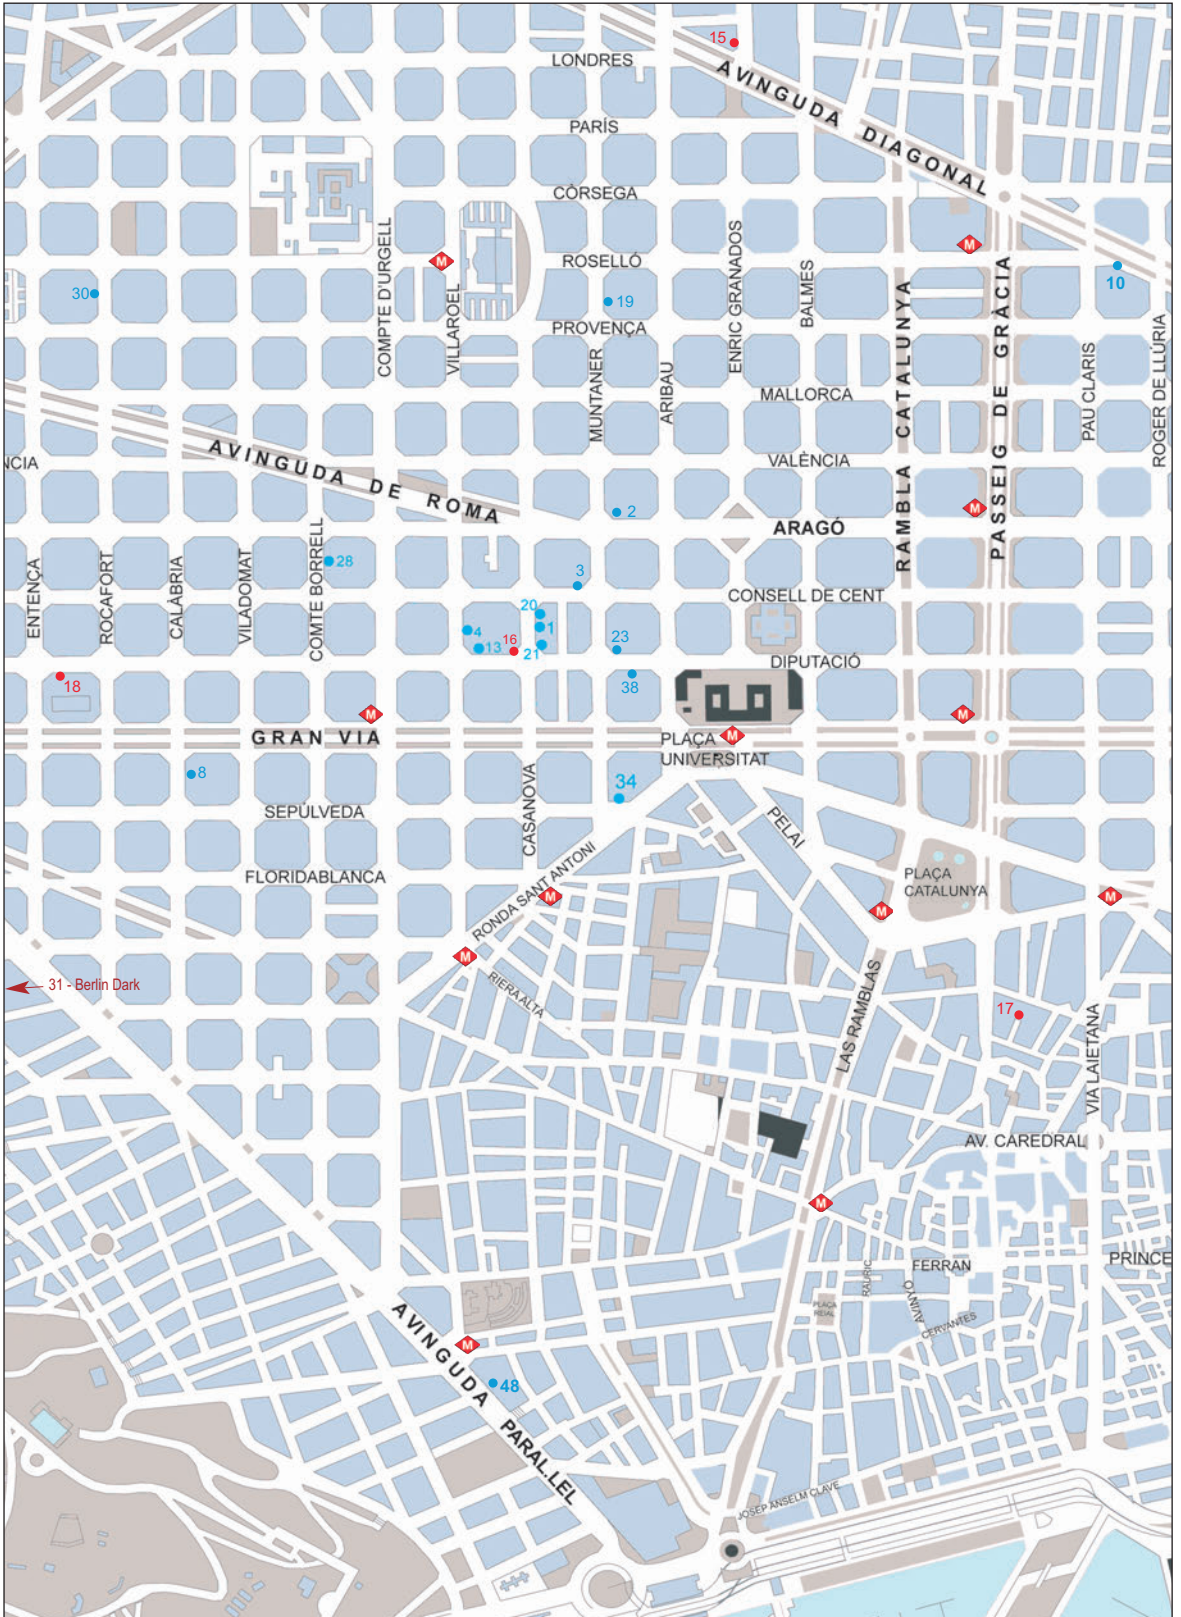 15
LONDRES
AVINGUDA DIAGONAL
PARÍS
CÒRSEGA
COMPTE D'URGELL
VILLAROEL
M
ROSELLÓ
ENRIC GRANADOS
BALMES
RAMBLA CATALUNYA
M
PASSEIG DE GRÀCIA
10
30
19
PROVENÇA
MUNTANER
ARIBAU
MALLORCA
PAU CLARIS
ROGER DE LLÚRIA
NCIA
AVINGUDA DE ROMA
VALÈNCIA
2
M
ARAGÓ
ENTENÇA
ROCAFORT
CALÀBRIA
VILADOMAT
COMTE BORRELL
28
3
CONSELL DE CENT
20
4
1
16
13
21
23
DIPUTACIÓ
18
38
M
M
GRAN VIA
PLAÇA
UNIVERSITAT
M
8
34
SEPÚLVEDA
CASANOVA
PELAI
FLORIDABLANCA
RONDA SANT ANTONI
PLAÇA
CATALUNYA
M
M
M
M
RIERA ALTA
31 - Berlin Dark
LAS RAMBLAS
17
VIA LAIETANA
AV. CAREDRAL
M
RAURIC
FERRAN
PRINCE
AVINYÓ
PLAÇA
REIAL
CERVANTES
AVINGUDA PARAL.LEL
M
48
JOSEP ANSELM CLAVE